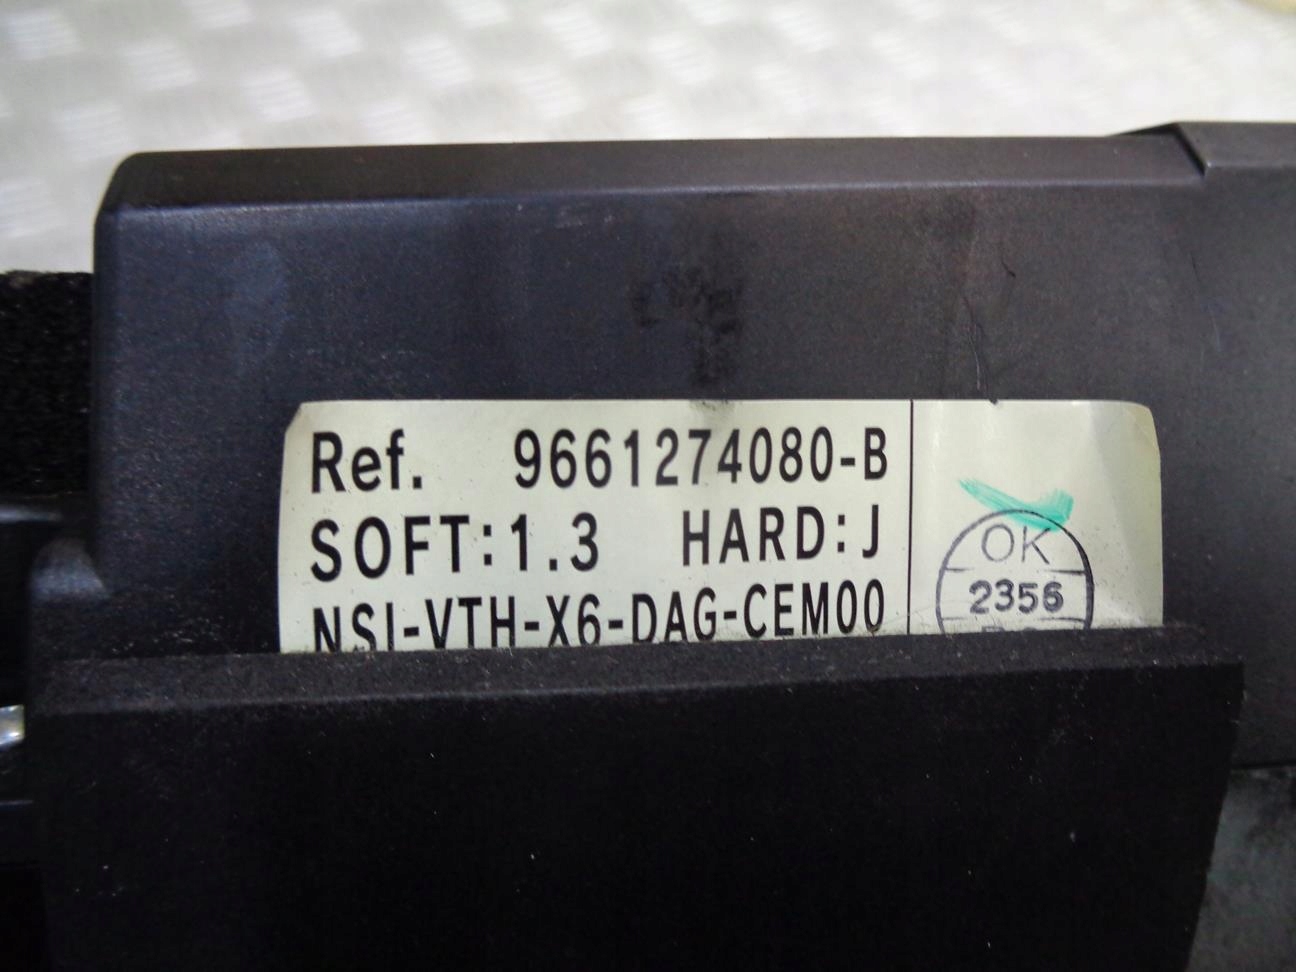 Ref. 9661274080-B
SOFT:1.3 HARD:J
NSI-VTH-X6-DAG-CEM00
OK
2356